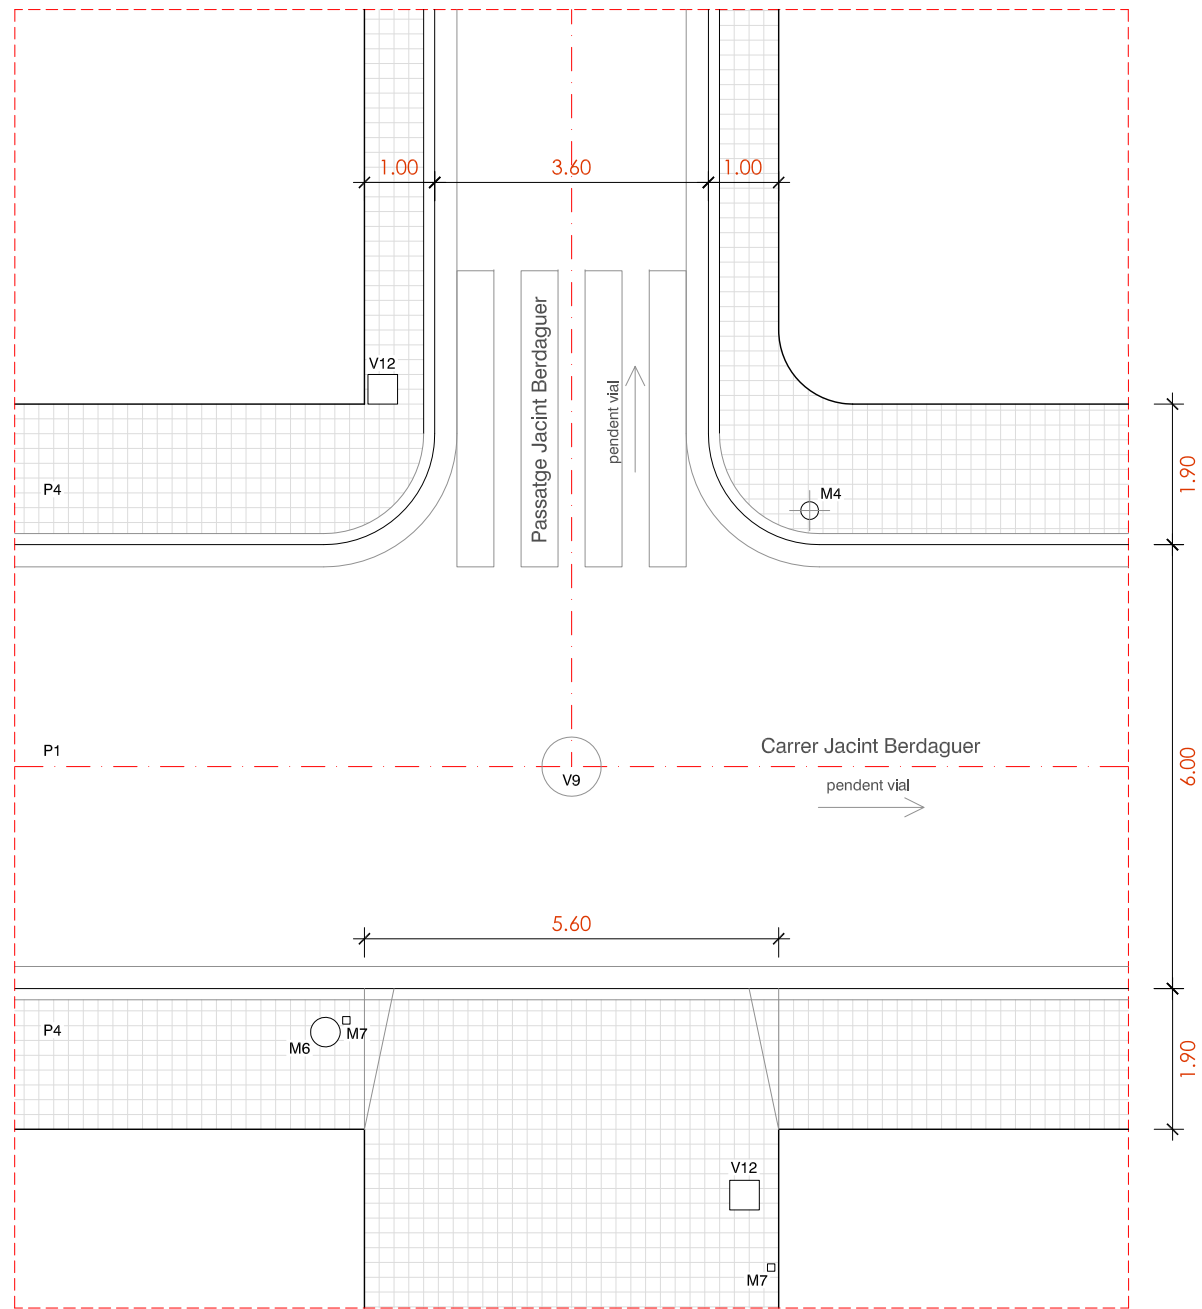 1.00
3.60
1.00
Passatge Jacint Berdaguer
pendent vial
V12
P4
M4
1.90
P1
V9
Carrer Jacint Berdaguer
pendent vial
6.00
5.60
P4
M6
M7
1.90
V12
M7